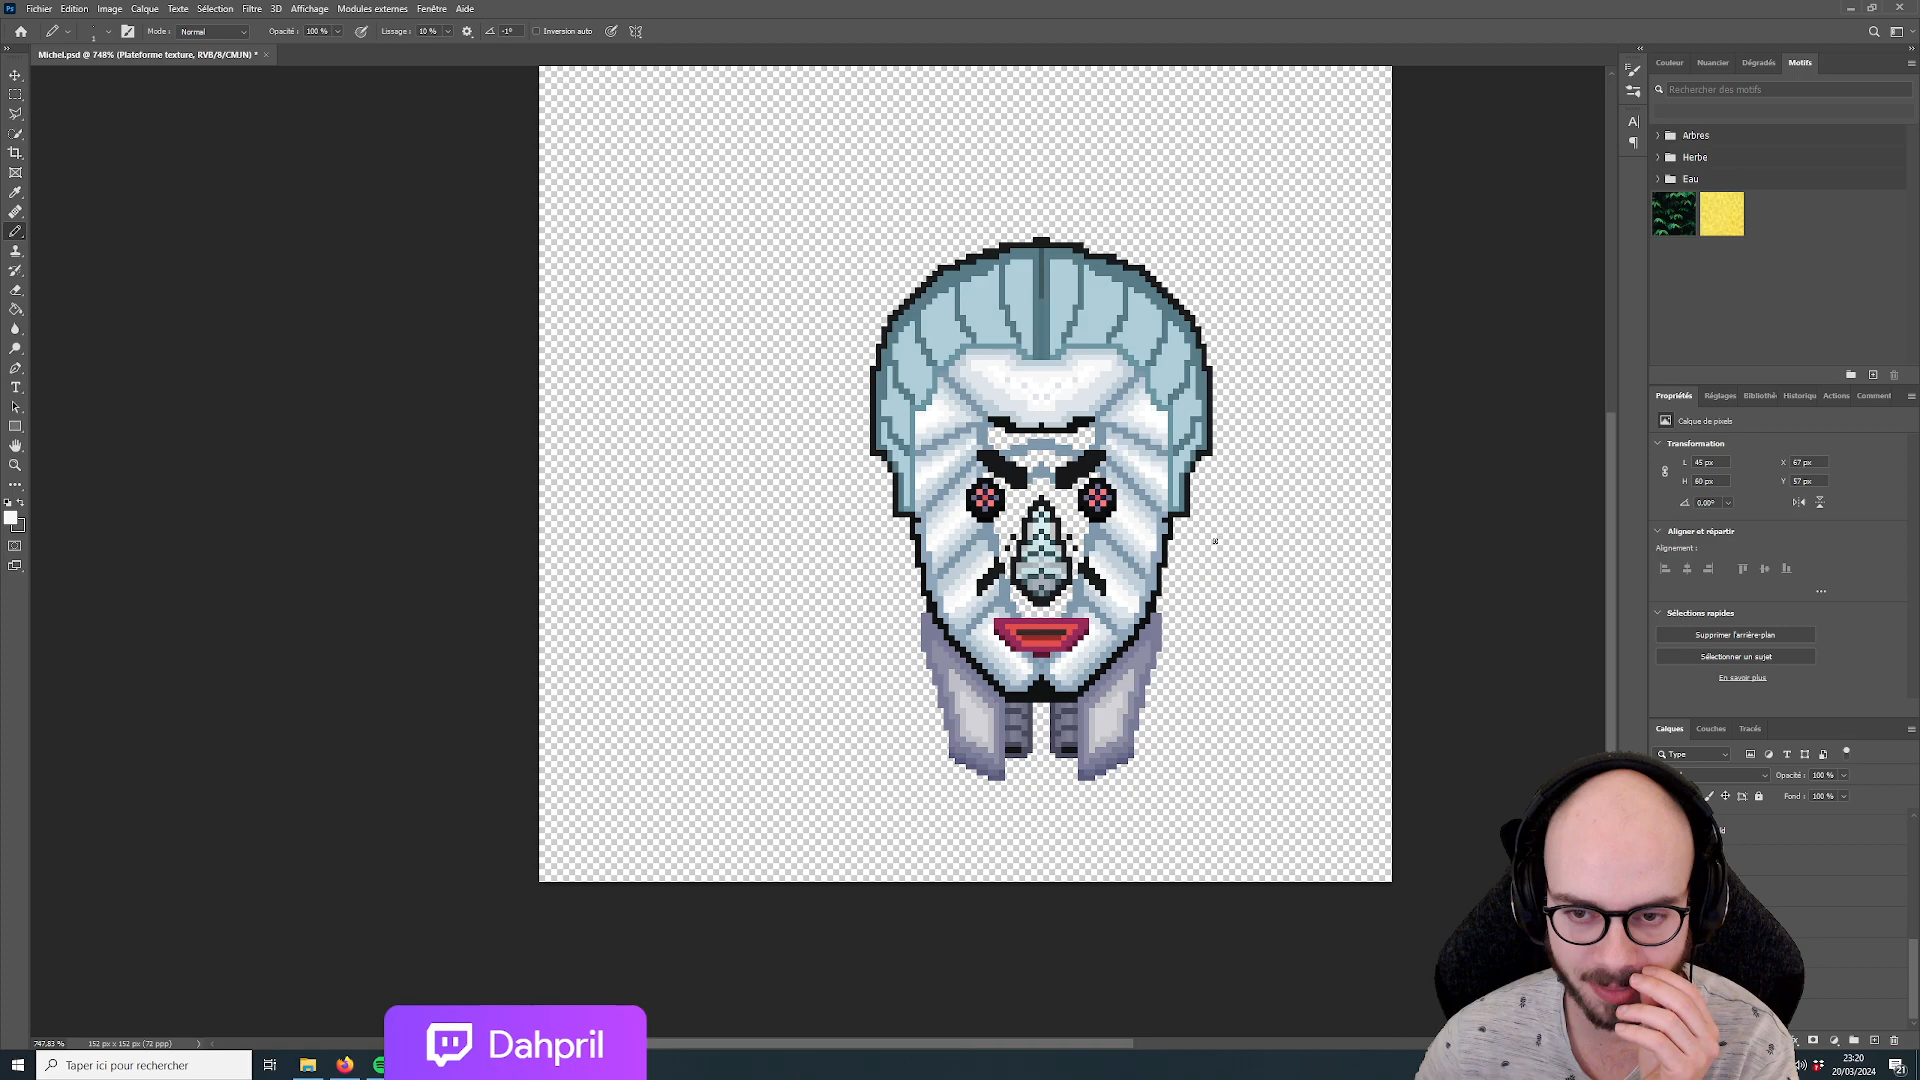 Fichier Edition Image Calque Texte Sélection Filtre 3D Affichage Modules externes Fenêtre Aide
Mode : Normal Opacité : 100 % Lissage : 10 % -1° Inversion auto
Michel.psd @ 748% (Plateforme texture, RVB/8/CMJN) * ×
Couleur Nuancier Dégradés Motifs
Rechercher des motifs
Arbres
Herbe
Eau
Propriétés Réglages Bibliothè Historiqu Actions Comment
Calque de pixels
Transformation
L 45 px X 67 px
H 60 px Y 57 px
0.00°
Aligner et répartir
Alignement :
Sélections rapides
Supprimer l'arrière-plan
Sélectionner un sujet
En savoir plus
Calques Couches Tracés
Type
Opacité : 100 %
Fond : 100 %
747.83 % 152 px x 152 px (72 ppp)
Dahpril
Taper ici pour rechercher
23:20
20/03/2024
21